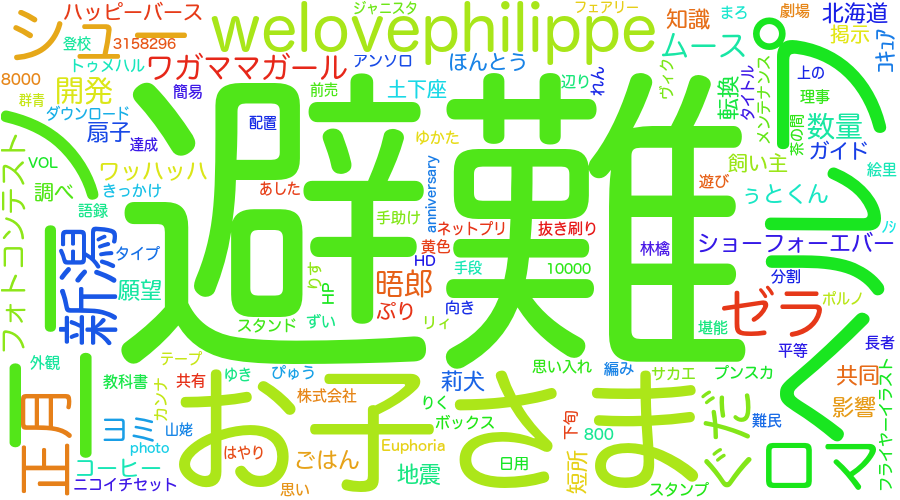 ハッピーバース
シュー
登校
3158296
トゥメハル
8000
群青
開発
ダウンロード
扇子
達成
簡易
ワガママガール
welovephilippe
ジャニスタ
フェアリー
アンソロ
ほんとう
前売
土下座
辺り
れん
ヴィク
ムース
知識
まろ
劇場
北海道
掲示
コキュア
転換
タイトル
メンテナンス
上の
理事
茶の間
数量
ガイド
絵里
飼い主
遊び
うとくん
ショーフォーエバー
分割
ポルノ
ゼラ
堪能
平等
長者
避難
配置
ゆかた
あした
手助け
anniversary
ネットプリ
黄色
HD
手段
抜き刷り
10000
林檎
向き
晤郎
ぷり
リィ
りす
HP
ずい
スタンド
VOL
調べ
フォトコンテスト
きっかけ
語録
ワッハッハ
タイプ
新潟
願望
外観
テープ
教科書
共有
ゆき
ぴゅう
株式会社
莉犬
りく
ボックス
思い入れ
編み
サカエ
プンスカ
共同
影響
フライヤーイラスト
正月
ヨミ
山姥
カンナ
photo
コーヒー
ニコイチセット
はやり
お子さま
ごはん
思い
Euphoria
地震
日用
短所
下旬
800
スタンプ
ぐだ
難民
ロマ